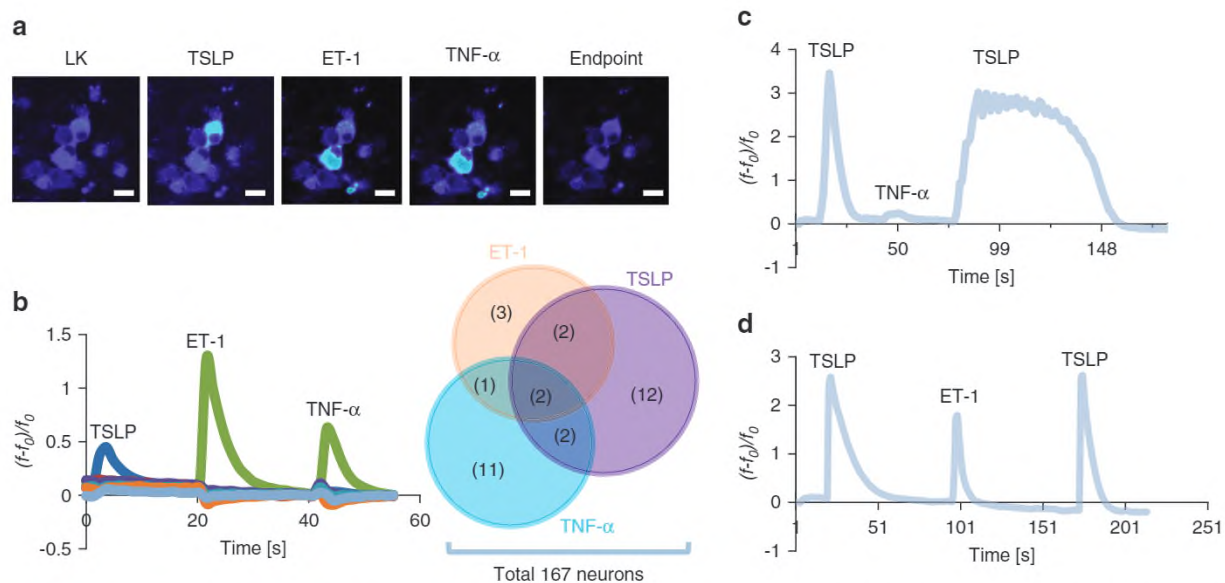 a
LK
TSLP
ET-1
TNF-α
Endpoint
b
1.5
1
0.5
0
-0.5
(f-f0)/f0
TSLP
ET-1
TNF-α
0
20
40
60
Time [s]
ET-1
TSLP
TNF-α
(3)
(2)
(1)
(2)
(12)
(2)
(11)
Total 167 neurons
c
4
3
2
1
0
-1
(f-f0)/f0
TSLP
TNF-α
TSLP
1
50
99
148
Time [s]
d
3
2
1
0
-1
(f-f0)/f0
TSLP
ET-1
TSLP
1
51
101
151
201
251
Time [s]